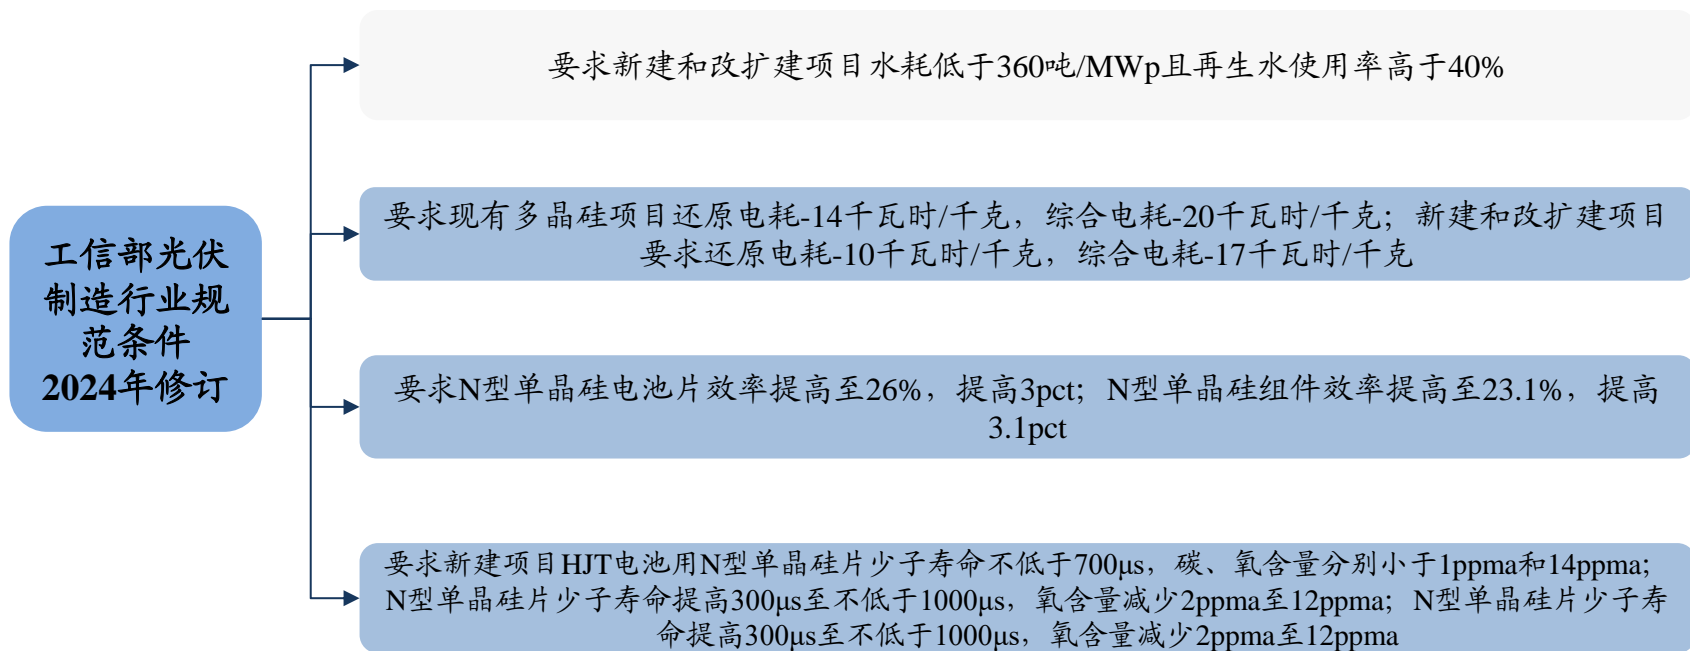 工信部光伏
制造行业规
范条件
2024年修订
要求新建和改扩建项目水耗低于360吨/MWp且再生水使用率高于40%
要求现有多晶硅项目还原电耗-14千瓦时/千克，综合电耗-20千瓦时/千克；新建和改扩建项目
要求还原电耗-10千瓦时/千克，综合电耗-17千瓦时/千克
要求N型单晶硅电池片效率提高至26%，提高3pct；N型单晶硅组件效率提高至23.1%，提高
3.1pct
要求新建项目HJT电池用N型单晶硅片少子寿命不低于700μs，碳、氧含量分别小于1ppma和14ppma；
N型单晶硅片少子寿命提高300μs至不低于1000μs，氧含量减少2ppma至12ppma；N型单晶硅片少子寿
命提高300μs至不低于1000μs，氧含量减少2ppma至12ppma